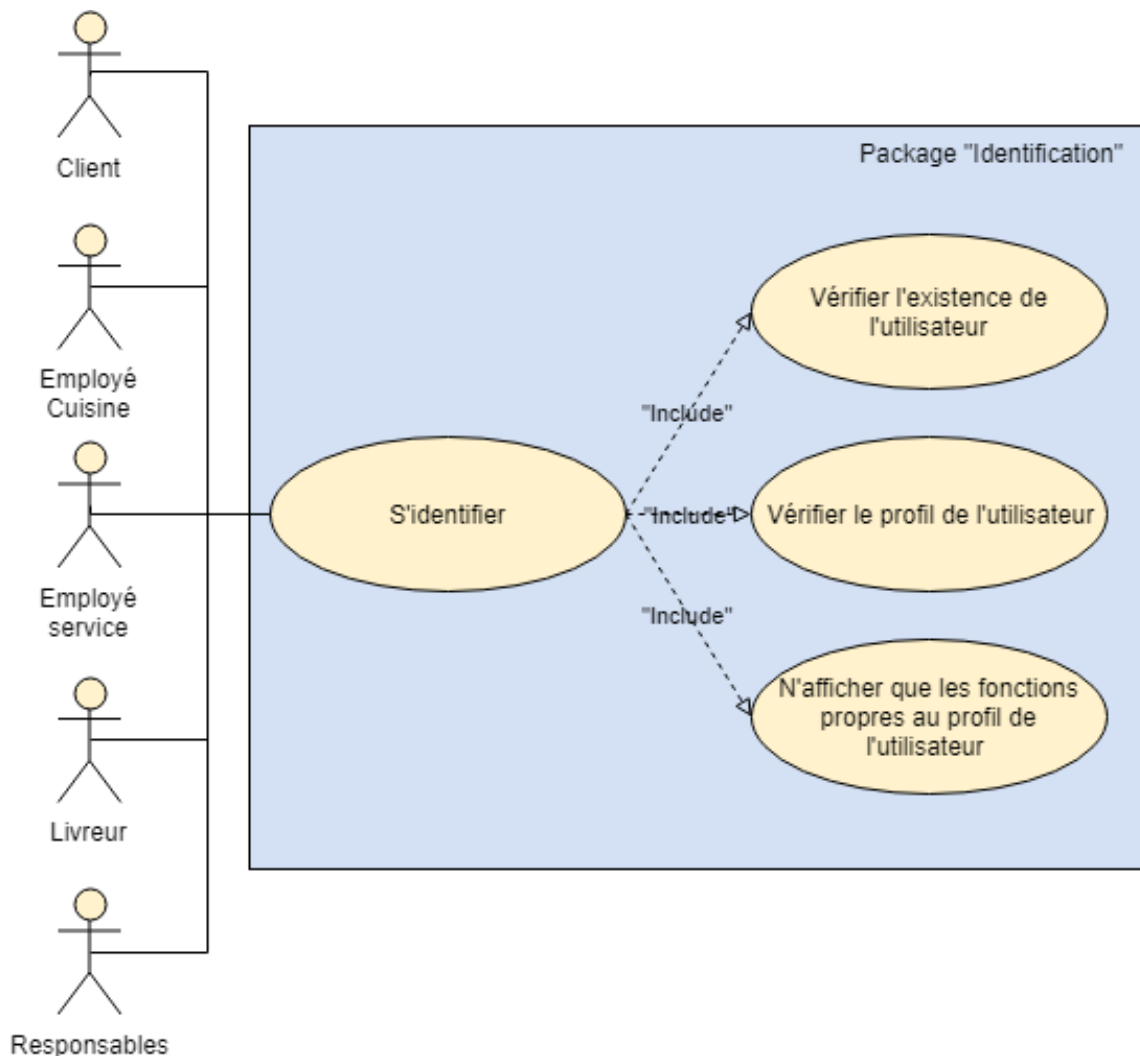 Client
Package "Identification"
Employé
Cuisine
Vérifier l'existence de
l'utilisateur
"Include"
Employé
service
S'identifier
"Include"
Vérifier le profil de l'utilisateur
"Include"
N'afficher que les fonctions
propres au profil de
l'utilisateur
Livreur
Responsables